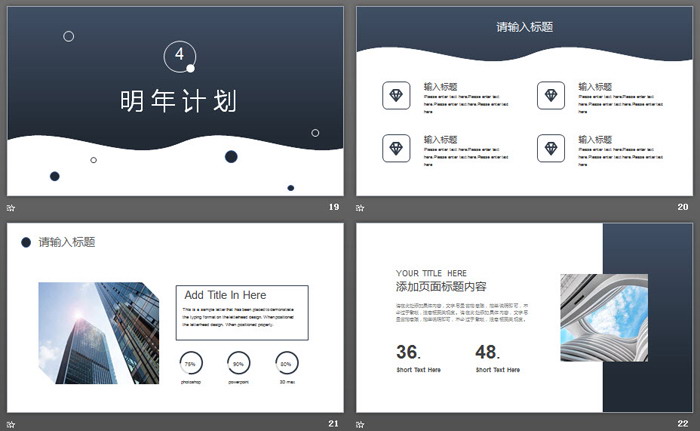 4
明年计划
19
请输入标题
输入标题
Please enter text here.Please enter text
here.Please enter text here.Please enter text
here.
输入标题
Please enter text here.Please enter text
here.Please enter text here.Please enter text
here.
输入标题
Please enter text here.Please enter text
here.Please enter text here.Please enter text
here.
输入标题
Please enter text here.Please enter text
here.Please enter text here.Please enter text
here.
20
请输入标题
Add Title In Here
This is a sample letter that has been placed to demonstrate
the typing format on the letterhead design. When positioned
the letterhead design. When positioned properly.
75%
photoshop
90%
powerpoint
80%
3D max
21
YOUR TITLE HERE
添加页面标题内容
36.
Short Text Here
48.
Short Text Here
22